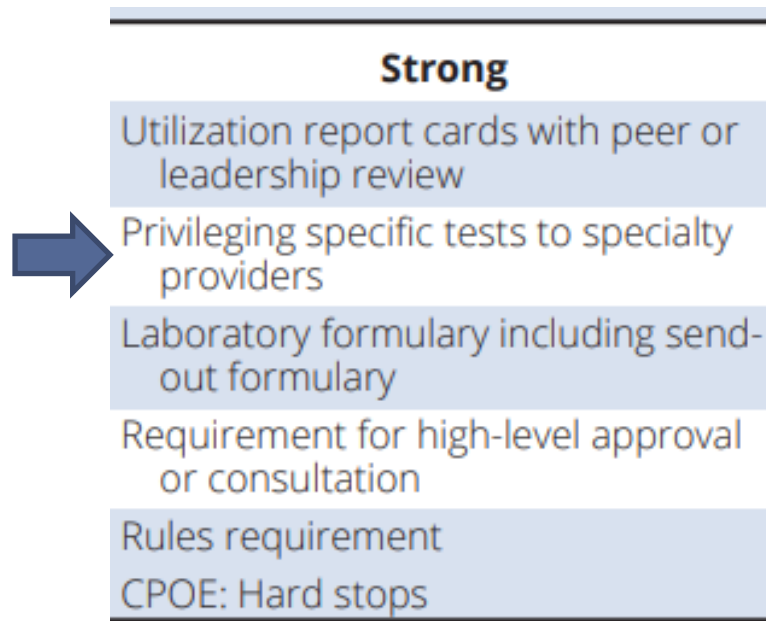 Strong
Utilization report cards with peer or
leadership review
Privileging specific tests to specialty
providers
Laboratory formulary including send-
out formulary
Requirement for high-level approval
or consultation
Rules requirement
CPOE: Hard stops